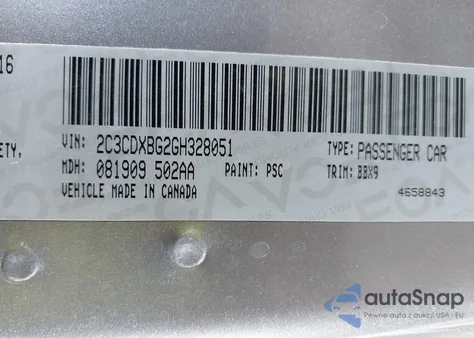 16
ETY,
VIN: 2C3CDXBG2GH328051
TYPE: PASSENGER CAR
MDH: 081909 502AA
PAINT: PSC
TRIM: BBX9
VEHICLE MADE IN CANADA
4658843
autoSnap
Pewne auto z aukcji USA - EU